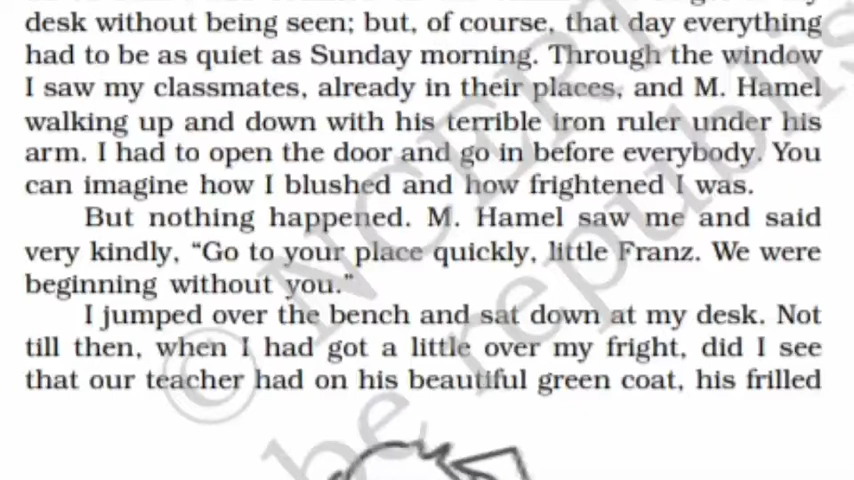 desk without being seen; but, of course, that day everything
had to be as quiet as Sunday morning. Through the window
I saw my classmates, already in their places, and M. Hamel
walking up and down with his terrible iron ruler under his
arm. I had to open the door and go in before everybody. You
can imagine how I blushed and how frightened I was.
But nothing happened. M. Hamel saw me and said
very kindly, “Go to your place quickly, little Franz. We were
beginning without you.”
I jumped over the bench and sat down at my desk. Not
till then, when I had got a little over my fright, did I see
that our teacher had on his beautiful green coat, his frilled
© NCERT
be republis